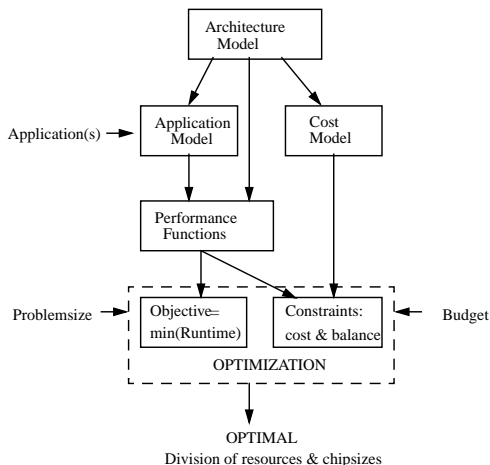 Architecture
Model
Application(s)
Application
Model
Cost
Model
Performance
Functions
Problemsize
Objective=
min(Runtime)
Constraints:
cost & balance
Budget
OPTIMIZATION
OPTIMAL
Division of resources & chipsizes